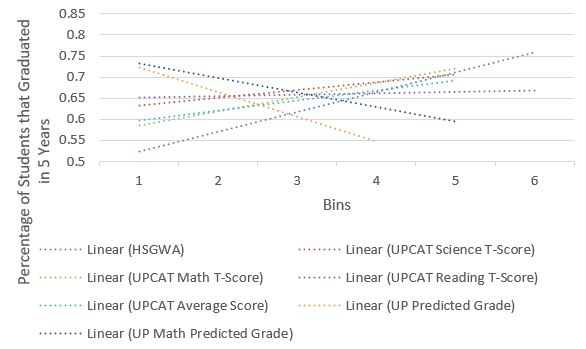 0.85
0.8
0.75
0.7
0.65
0.6
0.55
0.5
Percentage of Students that Graduated
in 5 Years
1 2 3 4 5 6
Bins
Linear (HSGWA) Linear (UPCAT Science T-Score)
Linear (UPCAT Math T-Score) Linear (UPCAT Reading T-Score)
Linear (UPCAT Average Score) Linear (UP Predicted Grade)
Linear (UP Math Predicted Grade)